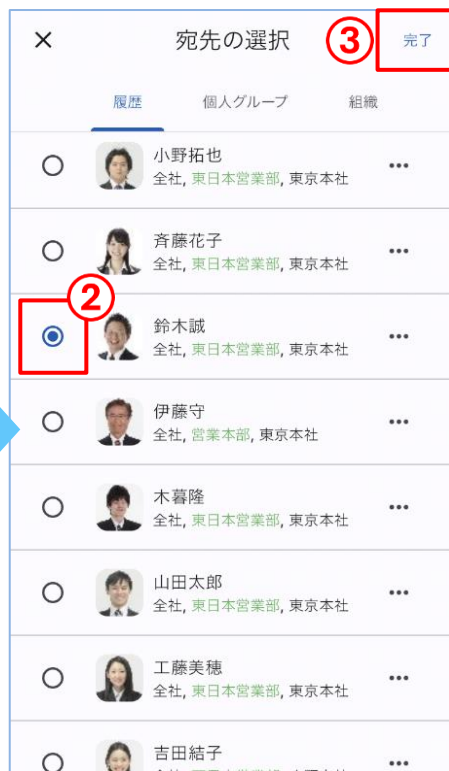 宛先の選択
③
完了
履歴
個人グループ
組織
小野拓也
全社, 東日本営業部, 東京本社
斉藤花子
全社, 東日本営業部, 東京本社
②
鈴木誠
全社, 東日本営業部, 東京本社
伊藤守
全社, 営業本部, 東京本社
木暮隆
全社, 東日本営業部, 東京本社
山田太郎
全社, 東日本営業部, 東京本社
工藤美穂
全社, 東日本営業部, 東京本社
吉田結子